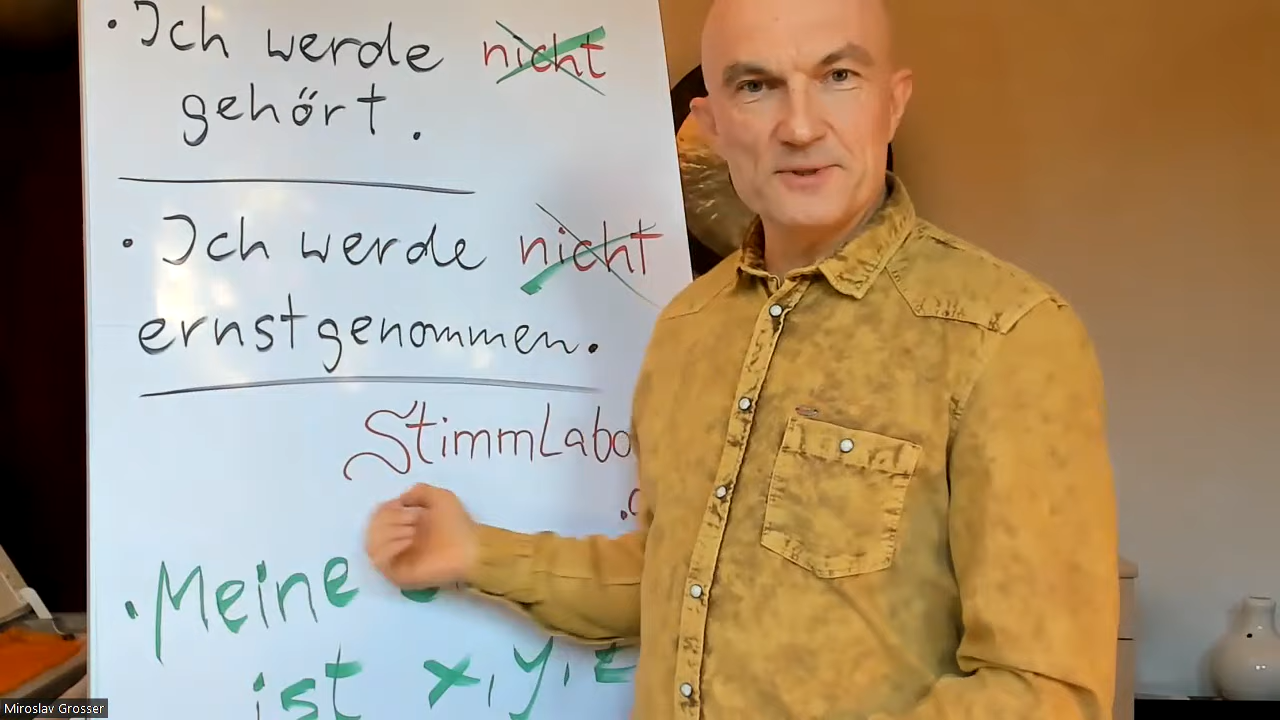 • Ich werde nicht
gehört.
• Ich werde nicht
ernstgenommen.
StimmLabo
• Meine
ist x, y, z
Miroslav Grosser